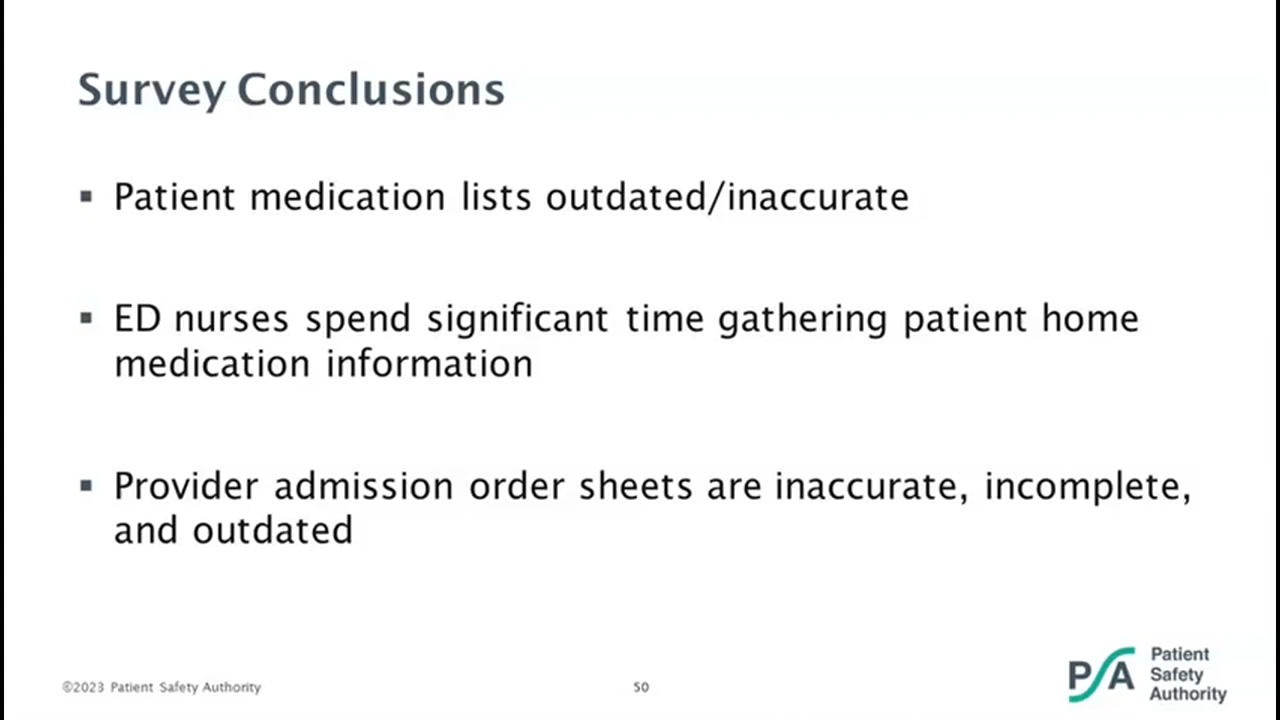 Survey Conclusions
▪ Patient medication lists outdated/inaccurate
▪ ED nurses spend significant time gathering patient home
medication information
▪ Provider admission order sheets are inaccurate, incomplete,
and outdated
©2023 Patient Safety Authority
50
PSA
Patient
Safety
Authority